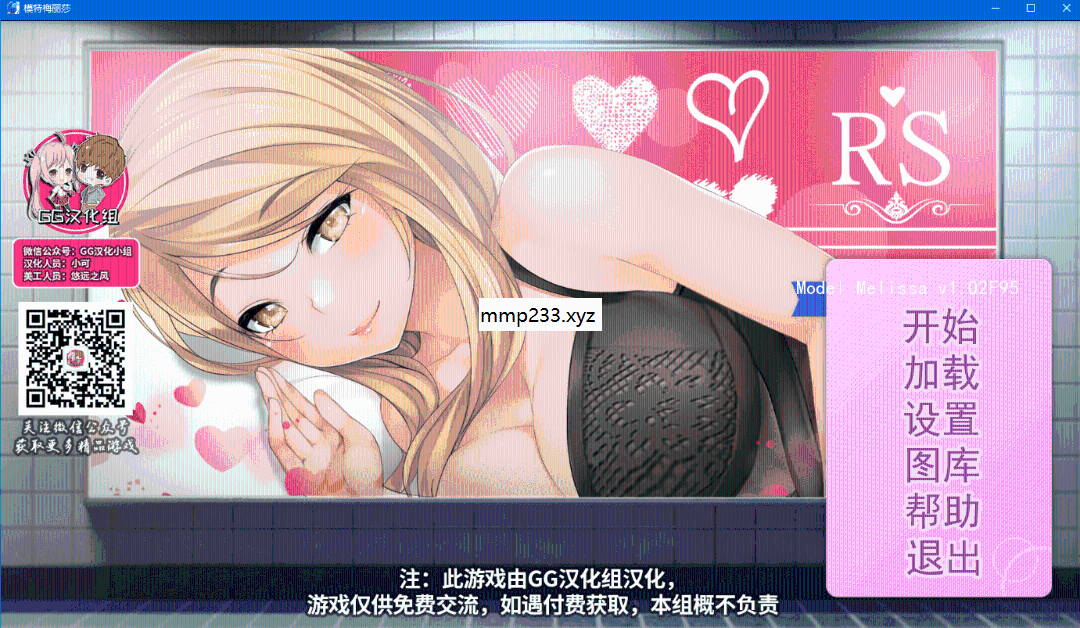 模特梅丽莎
RS
GG汉化组
微信公众号：GG汉化小组
汉化人员：小可
美工人员：悠远之风
关注微信公众号
获取更多精品游戏
mmp233.xyz
Model Melissa v1.02F95
开始
加载
设置
图库
帮助
退出
注：此游戏由GG汉化组汉化，
游戏仅供免费交流，如遇付费获取，本组概不负责